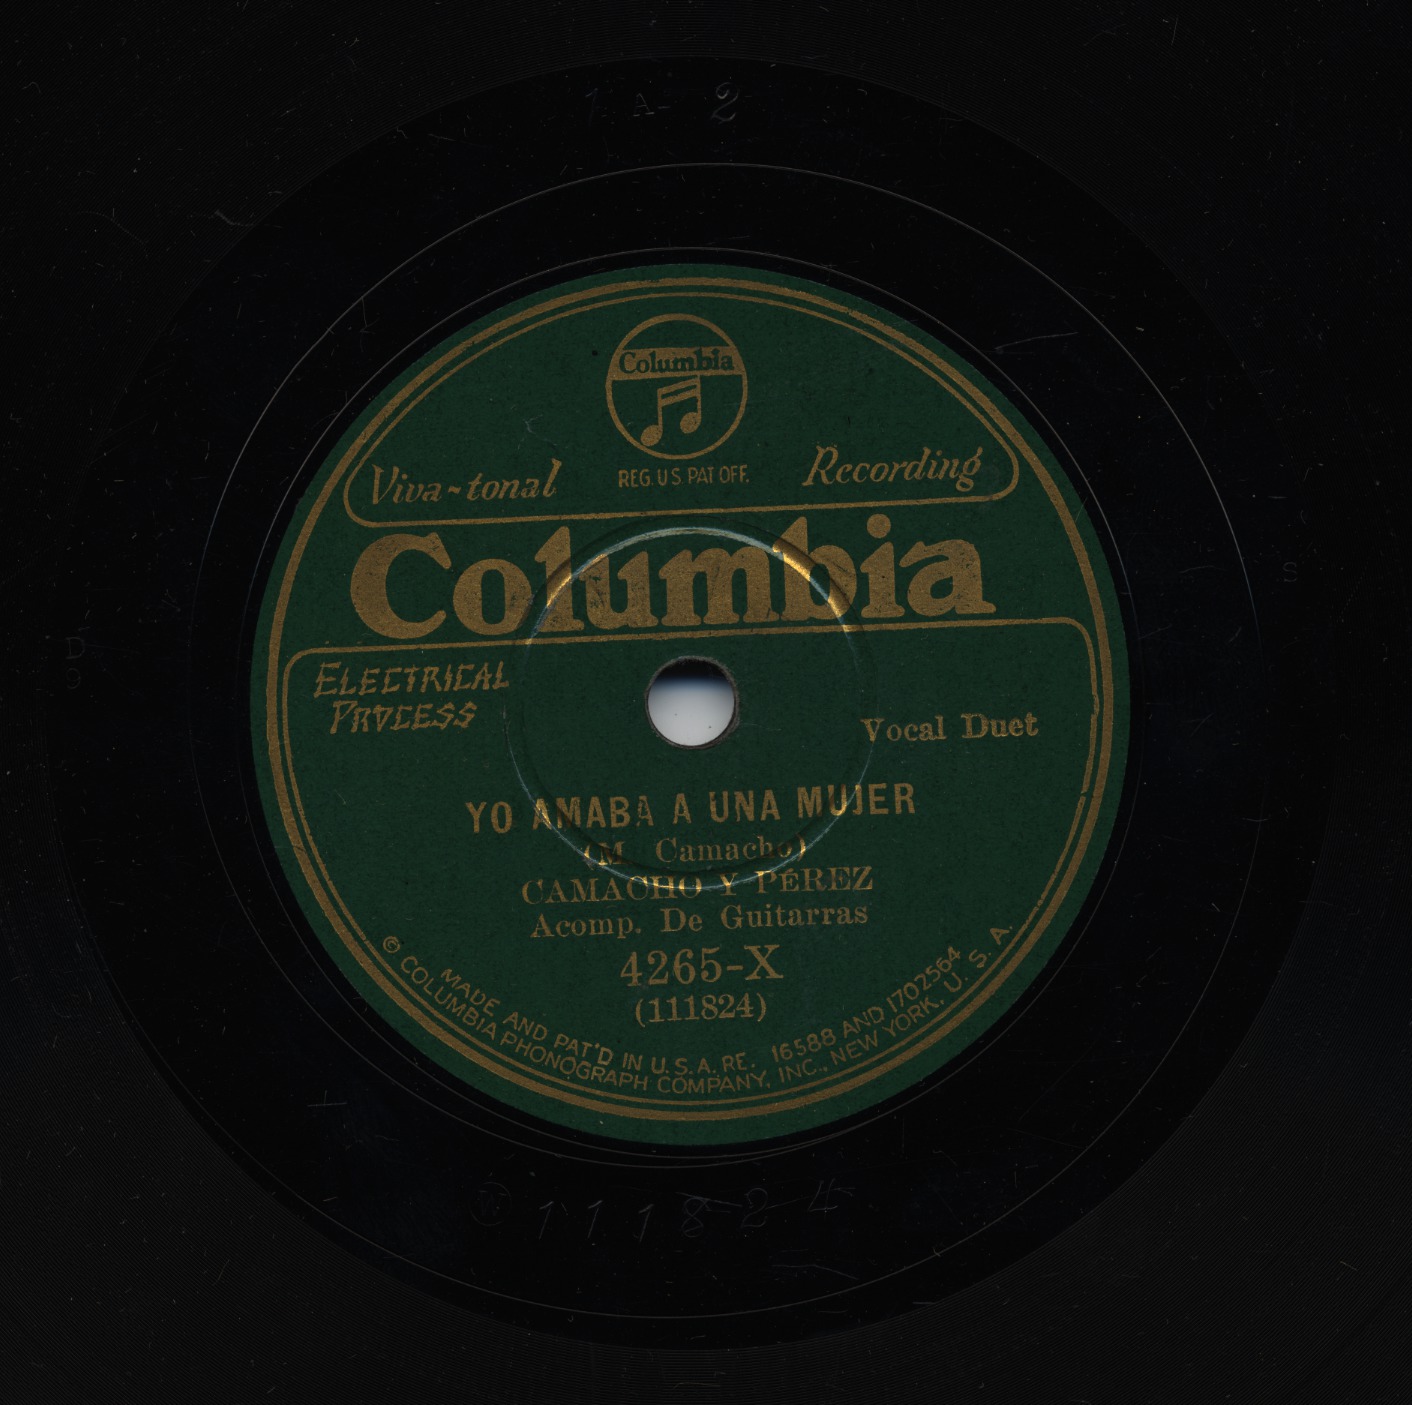 1 A- 2
Columbia
Viva-tonal
REG. U S PAT OFF.
Recording
Columbia
ELECTRICAL
PROCESS
Vocal Duet
YO AMABA A UNA MUJER
(M. Camacho)
CAMACHO Y PÉREZ
Acomp. De Guitarras
4265-X
(111824)
MADE AND PAT'D IN U.S.A. RE. 16588 AND 1702564
© COLUMBIA PHONOGRAPH COMPANY, INC., NEW YORK, U. S. A.
D
9
S
W 111824